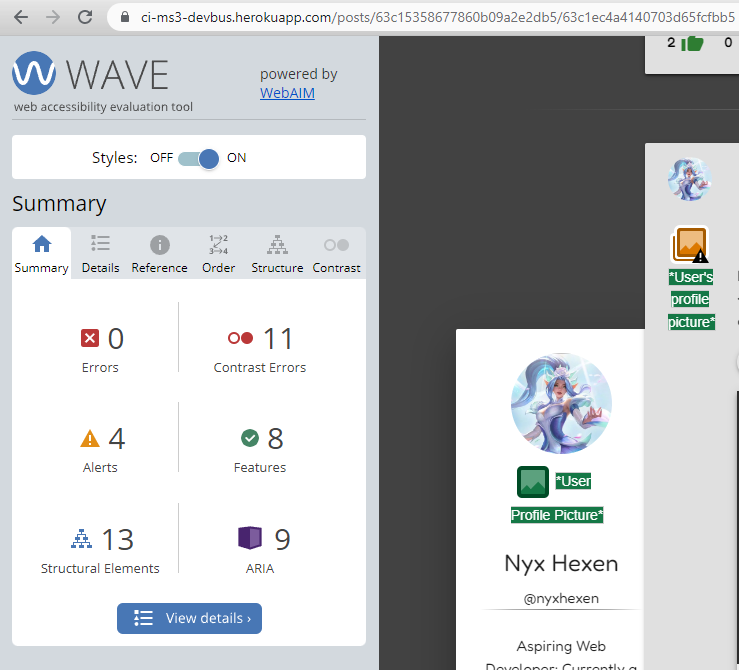 ci-ms3-devbus.herokuapp.com/posts/63c15358677860b09a2e2db5/63c1ec4a4140703d65fcfbb5
WAVE
web accessibility evaluation tool
powered by
WebAIM
Styles: OFF ON
Summary
Summary Details Reference Order Structure Contrast
0
Errors
11
Contrast Errors
4
Alerts
8
Features
13
Structural Elements
9
ARIA
View details ›
2 0
*User's
profile
picture*
*User
Profile Picture*
Nyx Hexen
@nyxhexen
Aspiring Web
Developer: Currently a